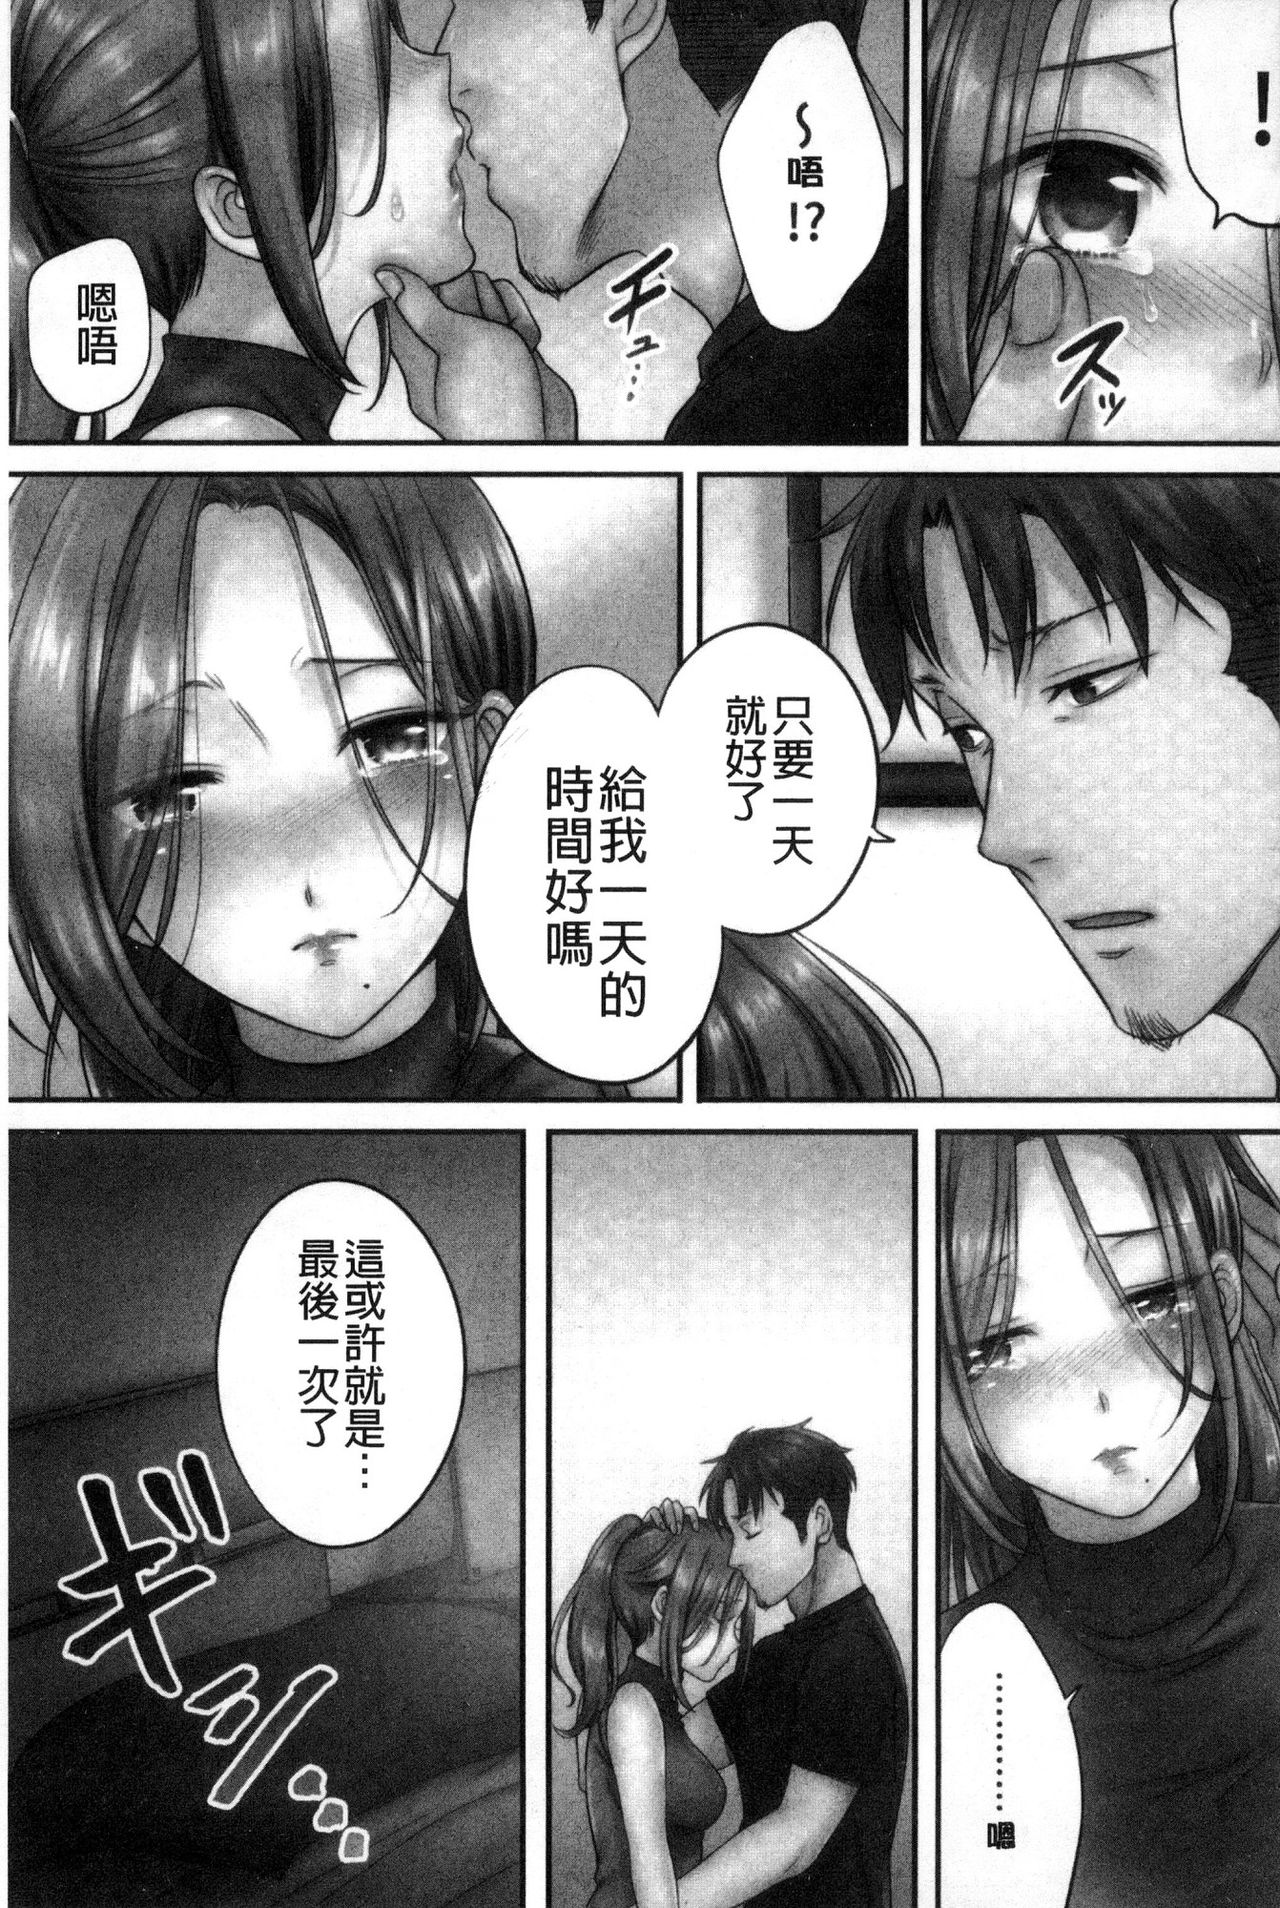 ！
スッ
～唔!?
チュ…
嗯唔
只要一天
就好了
給我一天的
時間好嗎
…………嗯
這或許就是…
最後一次了
ギシ…